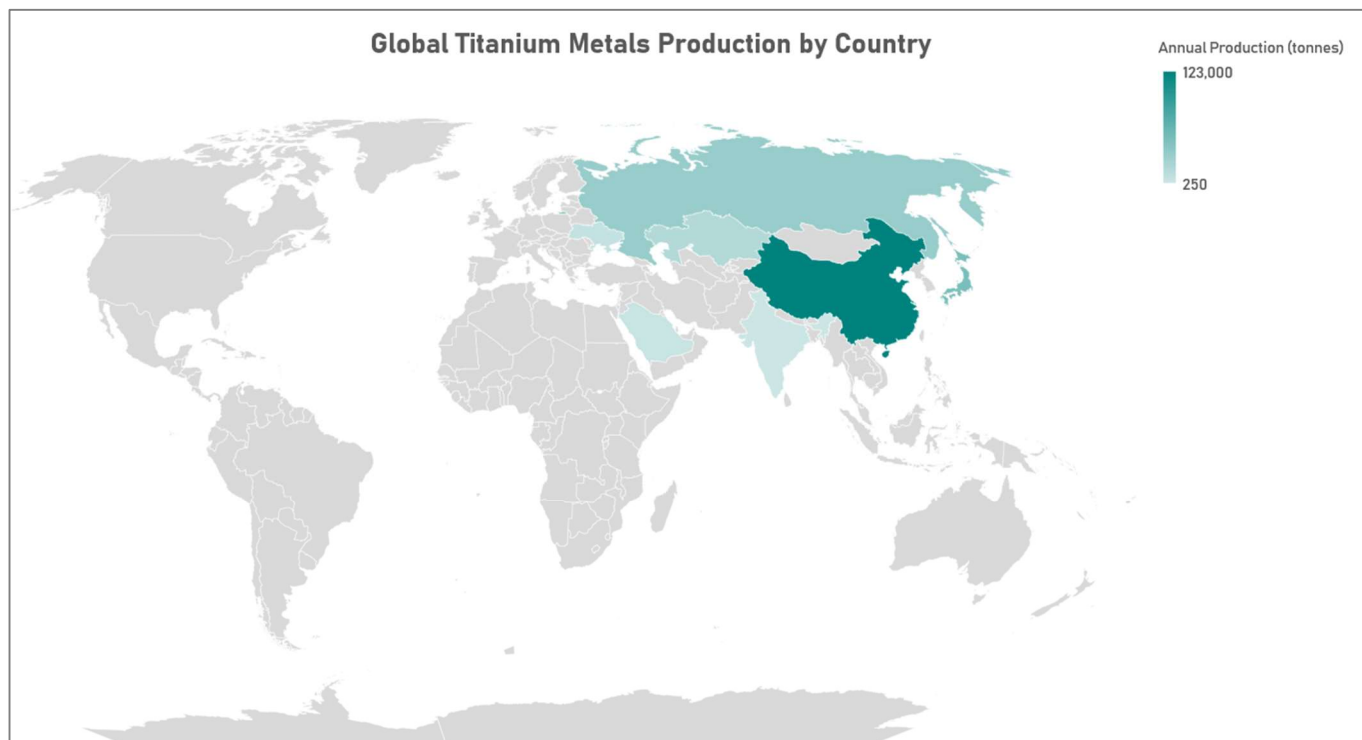 Global Titanium Metals Production by Country
Annual Production (tonnes)
123,000
250